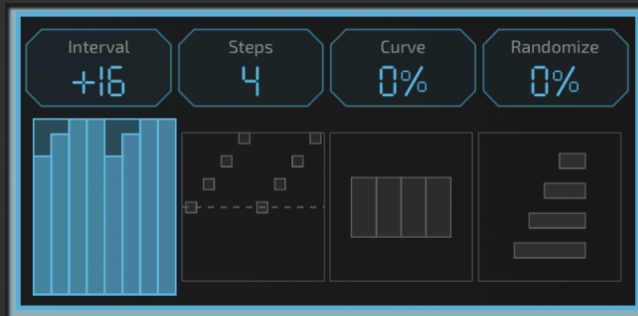 Interval
Steps
Curve
Randomize
+16
4
0%
0%